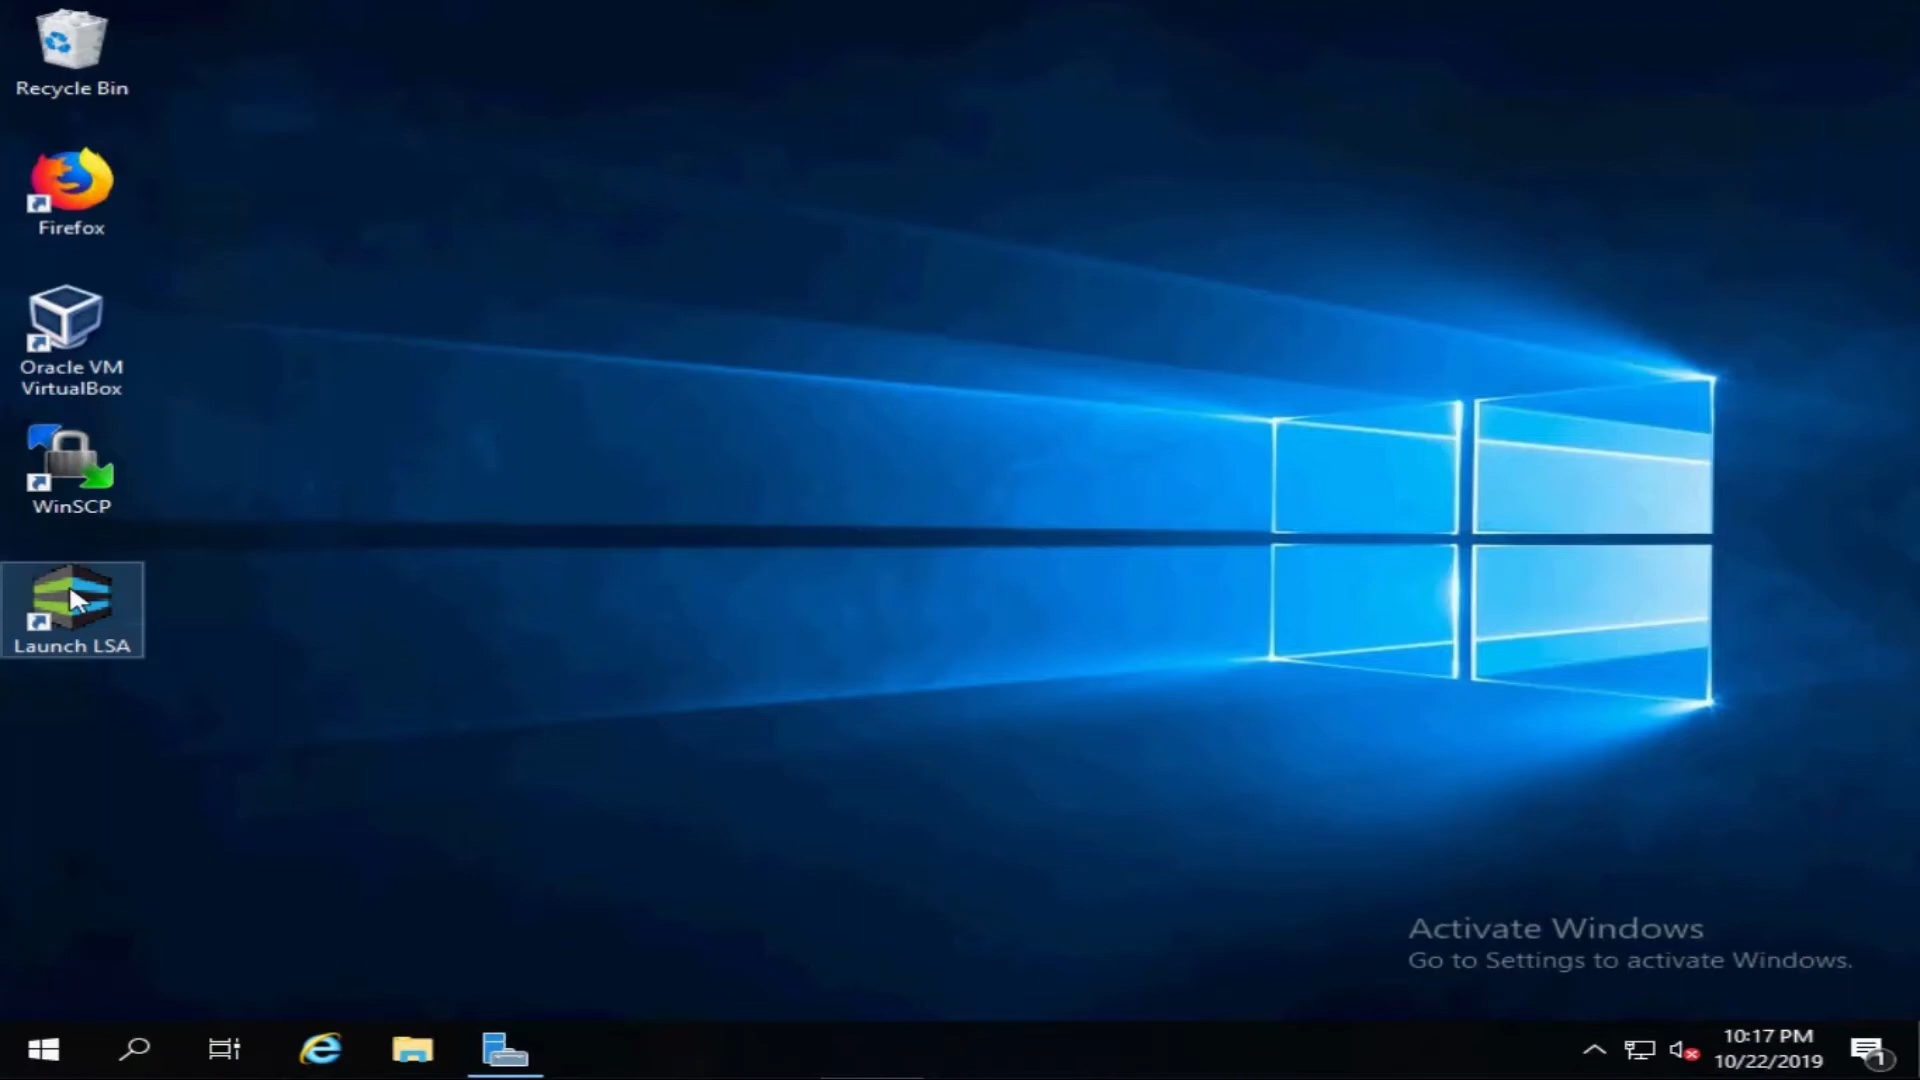 Recycle Bin
Firefox
Oracle VM
VirtualBox
WinSCP
Launch LSA
Activate Windows
Go to Settings to activate Windows.
10:17 PM
10/22/2019
1